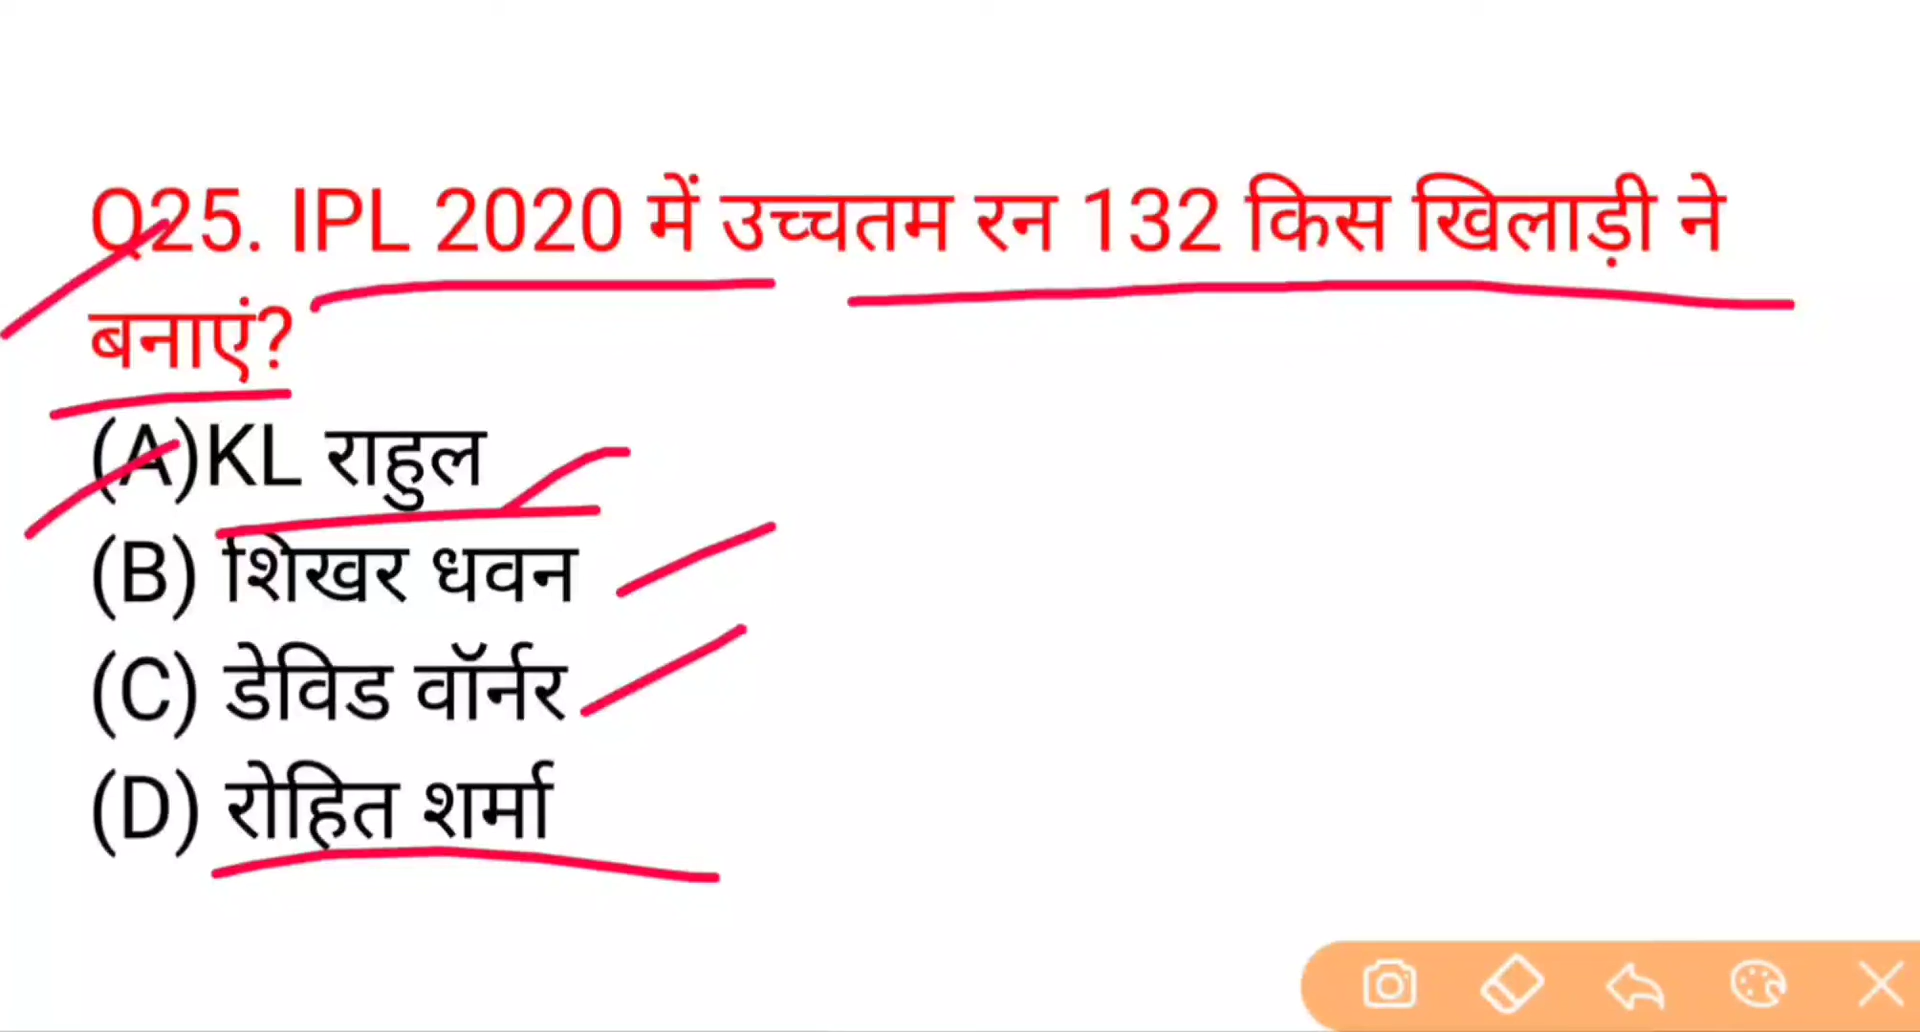 Q25. IPL 2020 में उच्चतम रन 132 किस खिलाड़ी ने
बनाएं?
(A)KL राहुल
(B) शिखर धवन
(C) डेविड वॉर्नर
(D) रोहित शर्मा